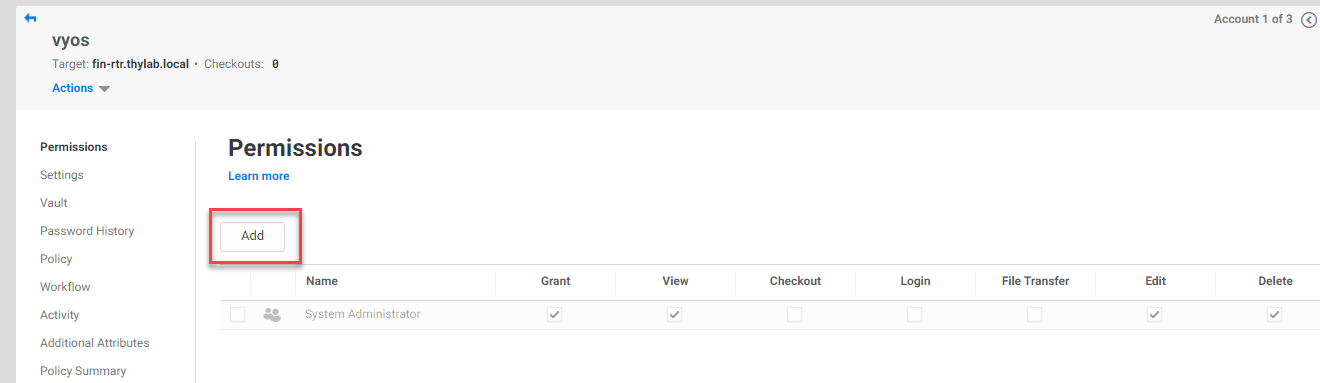 Account 1 of 3
vyos
Target: fin-rtr.thylab.local • Checkouts: 0
Actions
Permissions
Settings
Vault
Password History
Policy
Workflow
Activity
Additional Attributes
Policy Summary
Permissions
Learn more
Add
Name Grant View Checkout Login File Transfer Edit Delete
System Administrator